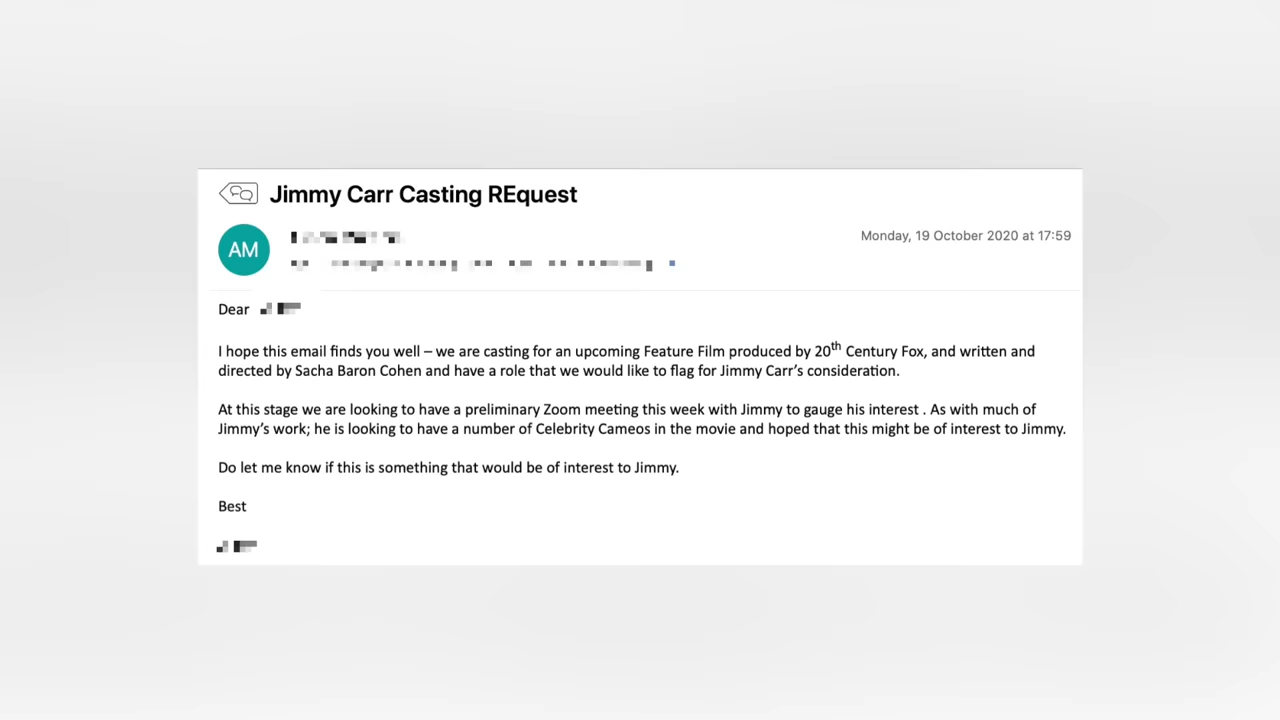 Jimmy Carr Casting REquest
AM
Monday, 19 October 2020 at 17:59
Dear
I hope this email finds you well – we are casting for an upcoming Feature Film produced by 20th Century Fox, and written and
directed by Sacha Baron Cohen and have a role that we would like to flag for Jimmy Carr’s consideration.
At this stage we are looking to have a preliminary Zoom meeting this week with Jimmy to gauge his interest . As with much of
Jimmy’s work; he is looking to have a number of Celebrity Cameos in the movie and hoped that this might be of interest to Jimmy.
Do let me know if this is something that would be of interest to Jimmy.
Best